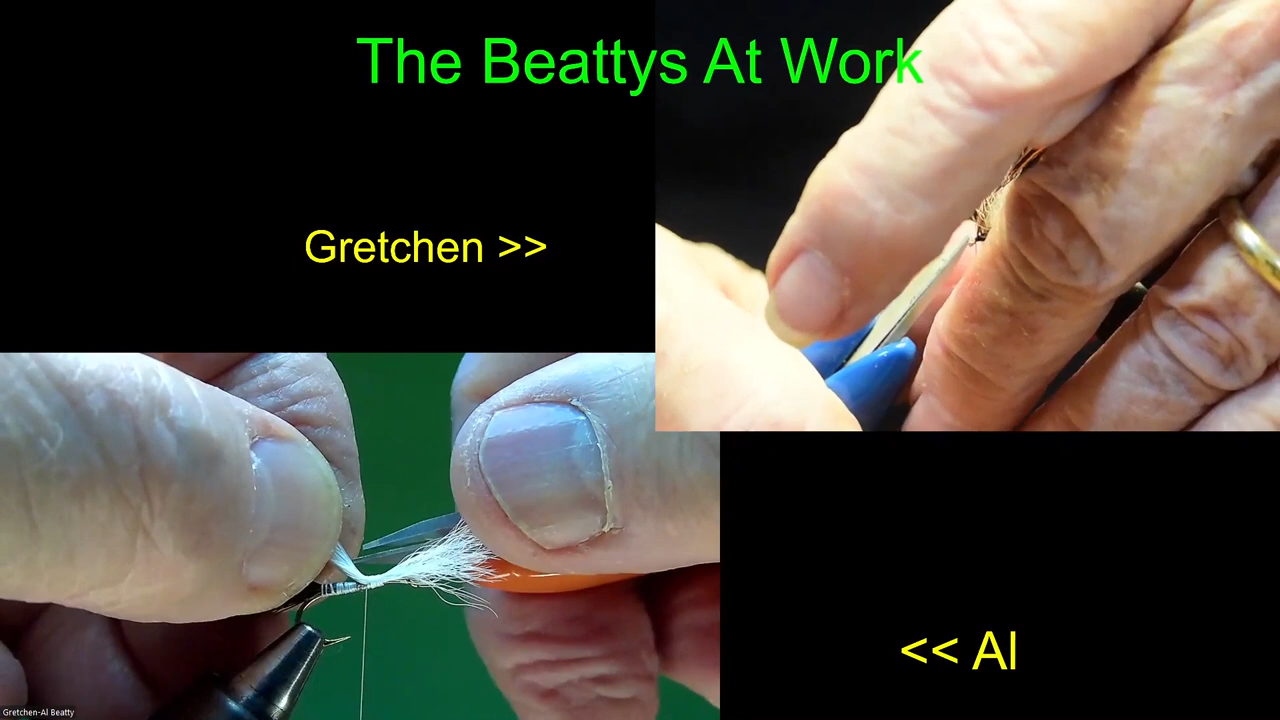 The Beattys At Work
Gretchen >>
<< Al
Gretchen-Al Beatty